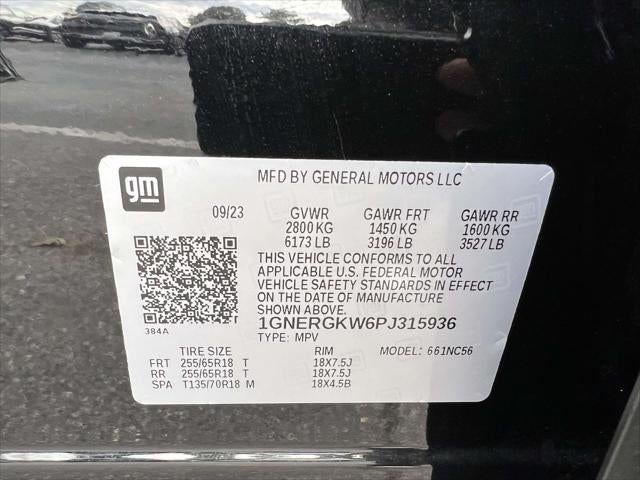 gm
MFD BY GENERAL MOTORS LLC
09/23 GVWR GAWR FRT GAWR RR
2800 KG 1450 KG 1600 KG
6173 LB 3196 LB 3527 LB
THIS VEHICLE CONFORMS TO ALL
APPLICABLE U.S. FEDERAL MOTOR
VEHICLE SAFETY STANDARDS IN EFFECT
ON THE DATE OF MANUFACTURE
SHOWN ABOVE.
384A
1GNERGKW6PJ315936
TYPE: MPV
TIRE SIZE RIM MODEL: 661NC56
FRT 255/65R18 T 18X7.5J
RR 255/65R18 T 18X7.5J
SPA T135/70R18 M 18X4.5B